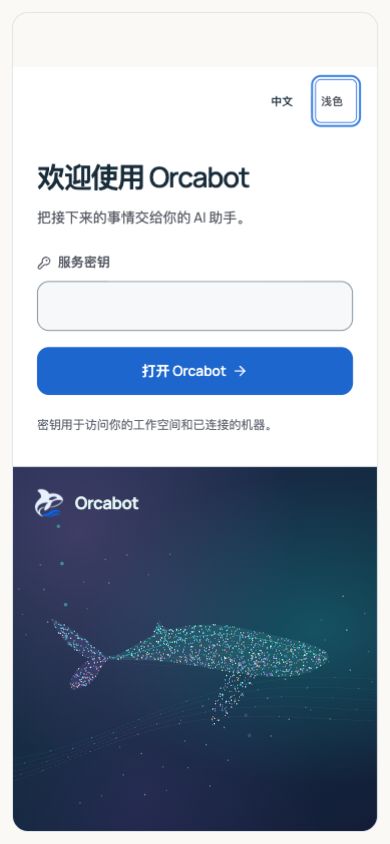 中文
浅色
欢迎使用 Orcabot
把接下来的事情交给你的 AI 助手。
服务密钥
打开 Orcabot →
密钥用于访问你的工作空间和已连接的机器。
Orcabot